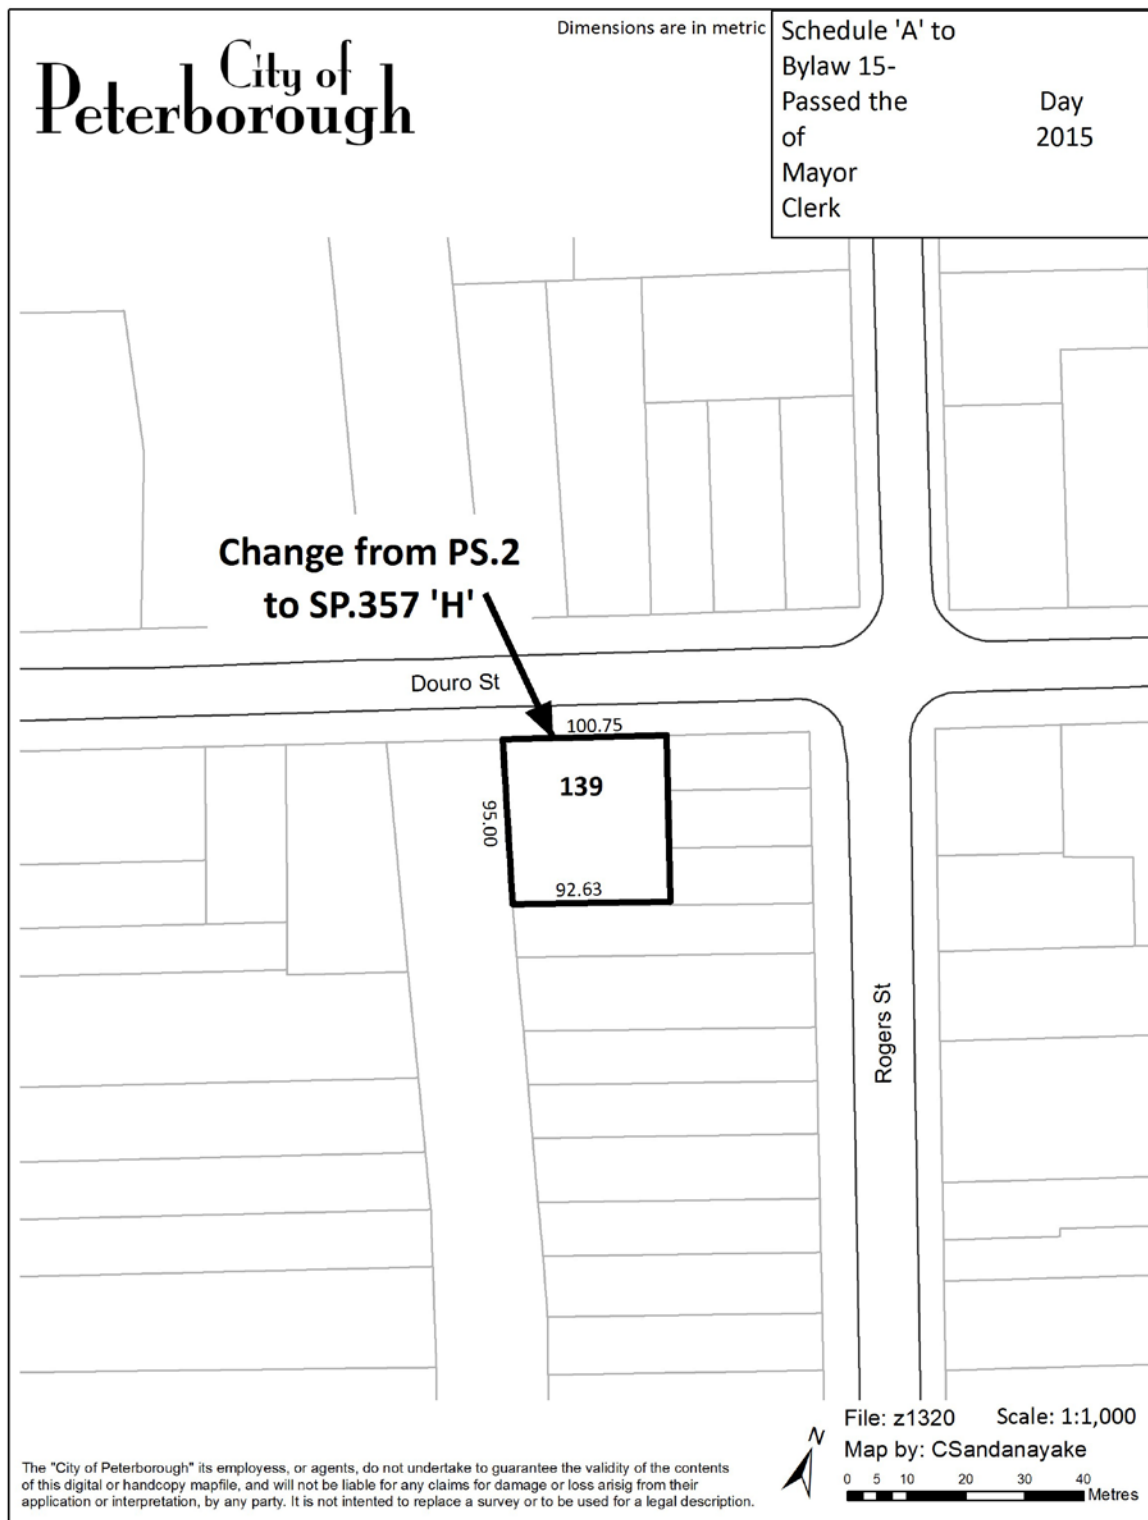 City of
Peterborough
Dimensions are in metric
Schedule 'A' to
Bylaw 15-
Passed the Day
of 2015
Mayor
Clerk
Change from PS.2
to SP.357 'H'
Douro St
100.75
139
95.00
92.63
Rogers St
File: z1320 Scale: 1:1,000
N
Map by: CSandanayake
0 5 10 20 30 40
Metres
The "City of Peterborough" its employess, or agents, do not undertake to guarantee the validity of the contents
of this digital or handcopy mapfile, and will not be liable for any claims for damage or loss arisig from their
application or interpretation, by any party. It is not intended to replace a survey or to be used for a legal description.